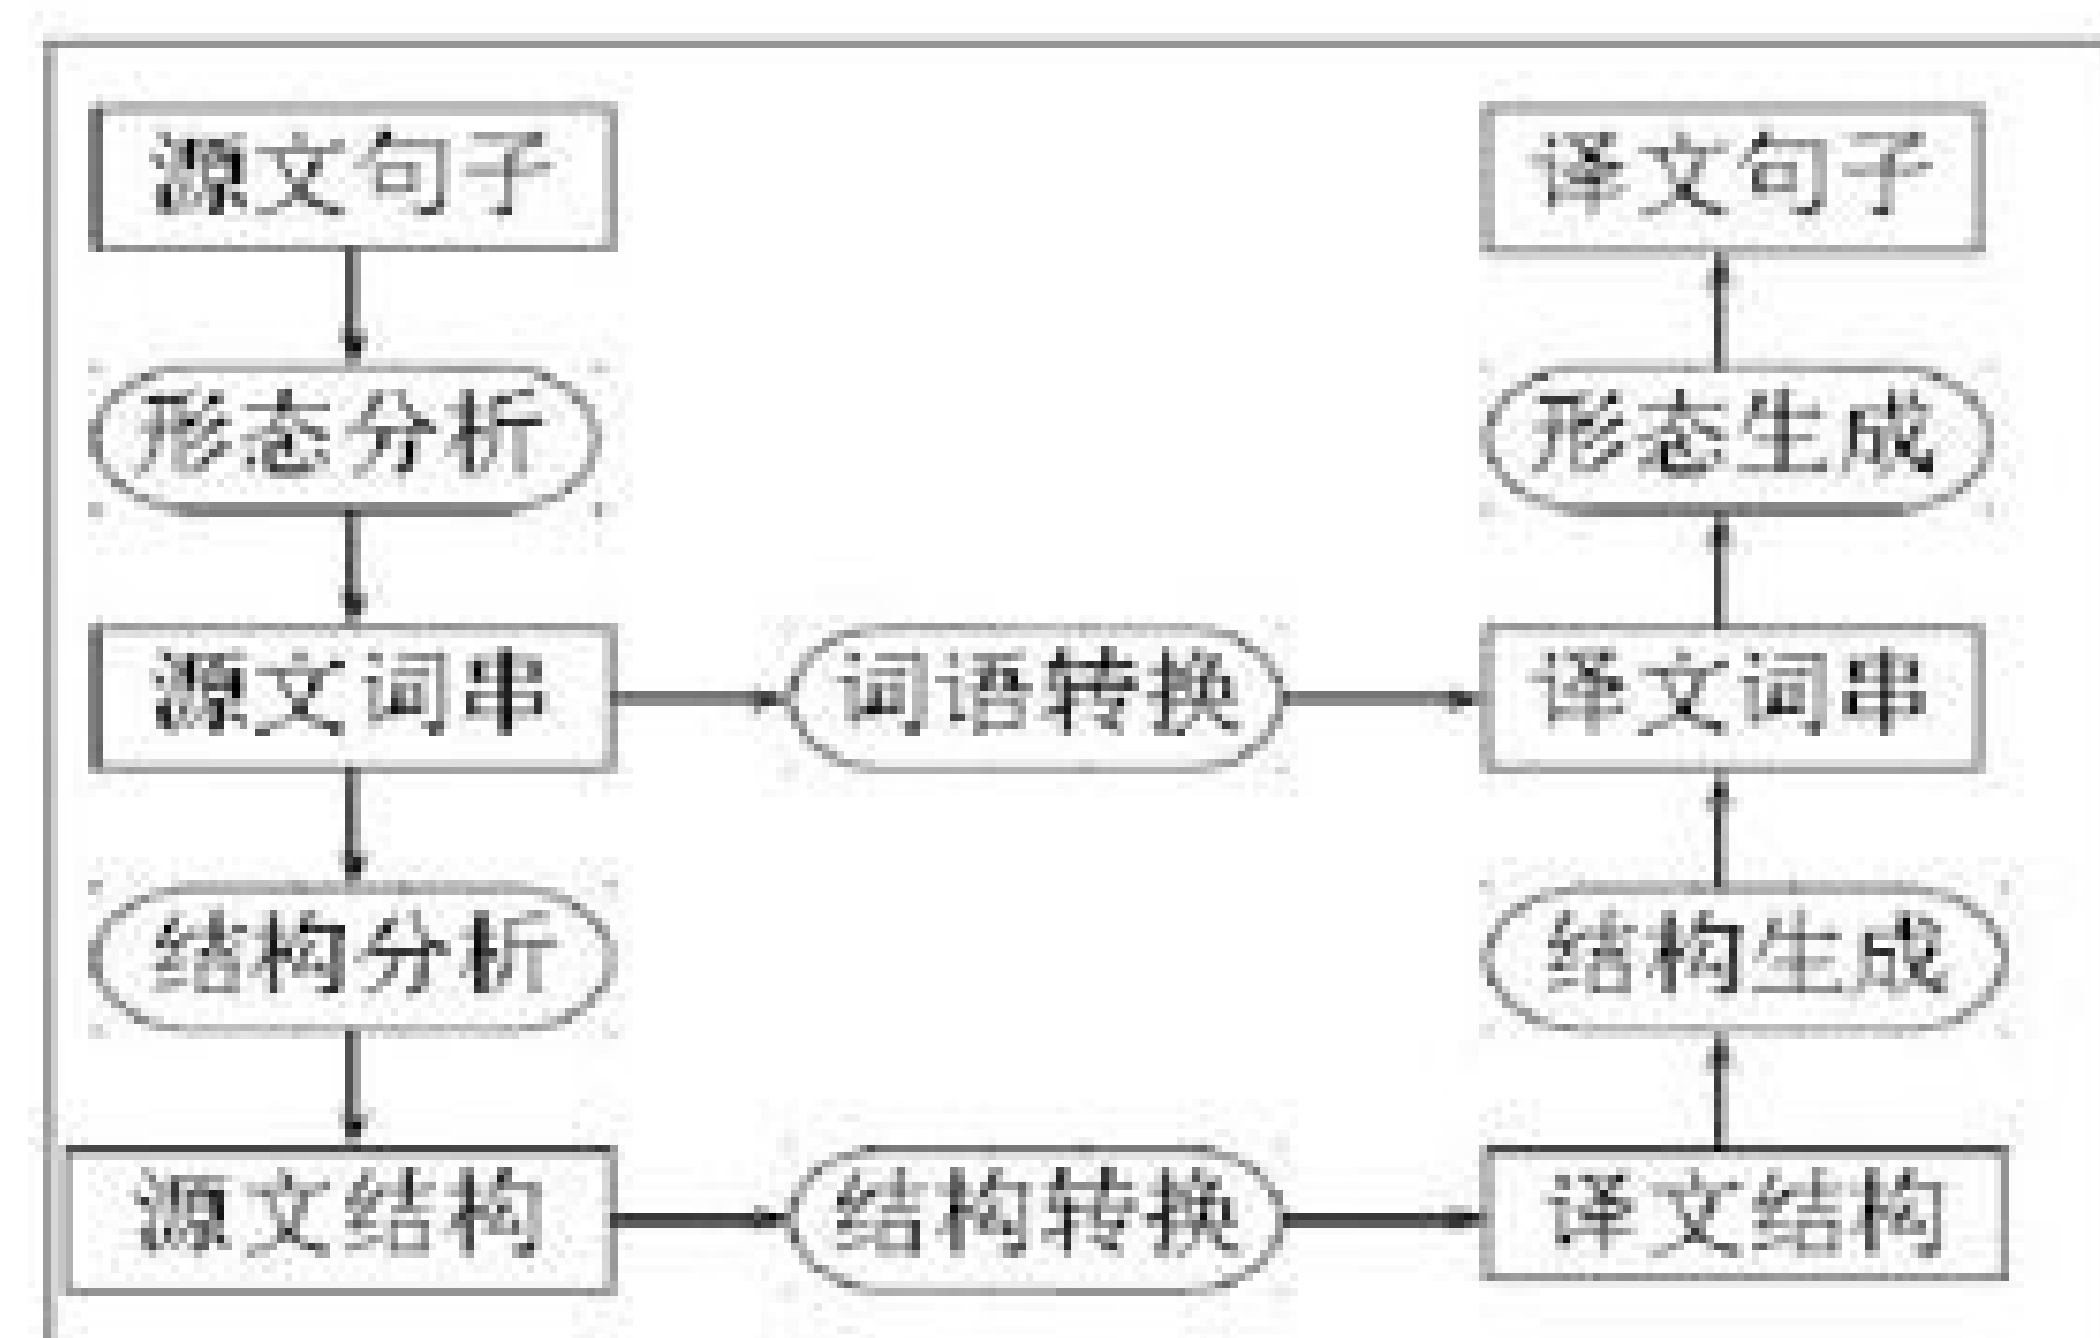 源文句子
译文句子
形态分析
形态生成
源文词串
词语转换
译文词串
结构分析
结构生成
源文结构
结构转换
译文结构